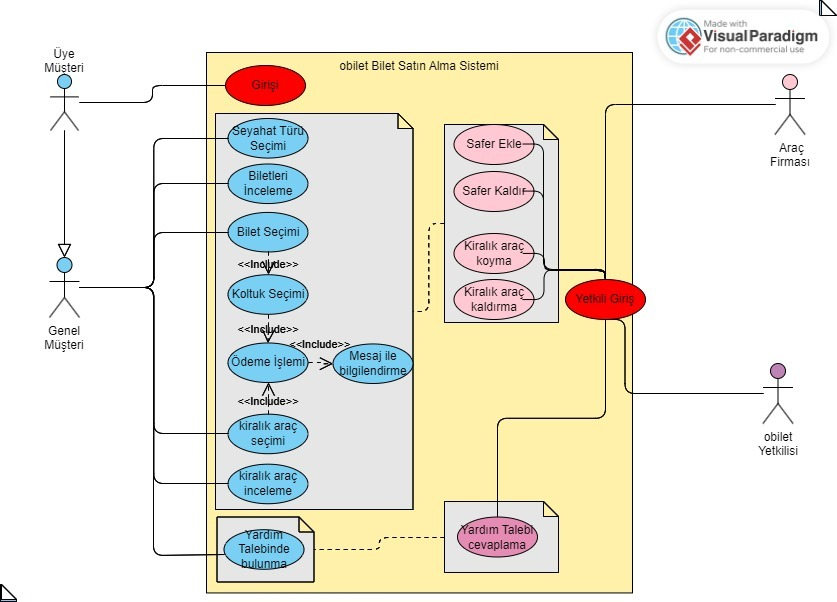 Made with
VisualParadigm
For non-commercial use
obilet Bilet Satın Alma Sistemi
Üye
Müşteri
Girişi
Seyahat Türü
Seçimi
Biletleri
İnceleme
Bilet Seçimi
<<Include>>
Koltuk Seçimi
<<Include>>
<<Include>>
Ödeme İşlemi
Mesaj ile
bilgilendirme
<<Include>>
kiralık araç
seçimi
kiralık araç
inceleme
Yardım
Talebinde
bulunma
Genel
Müşteri
Safer Ekle
Safer Kaldır
Kiralık araç
koyma
Kiralık araç
kaldırma
Yetkili Giriş
Yardım Talebi
cevaplama
Araç
Firması
obilet
Yetkilisi